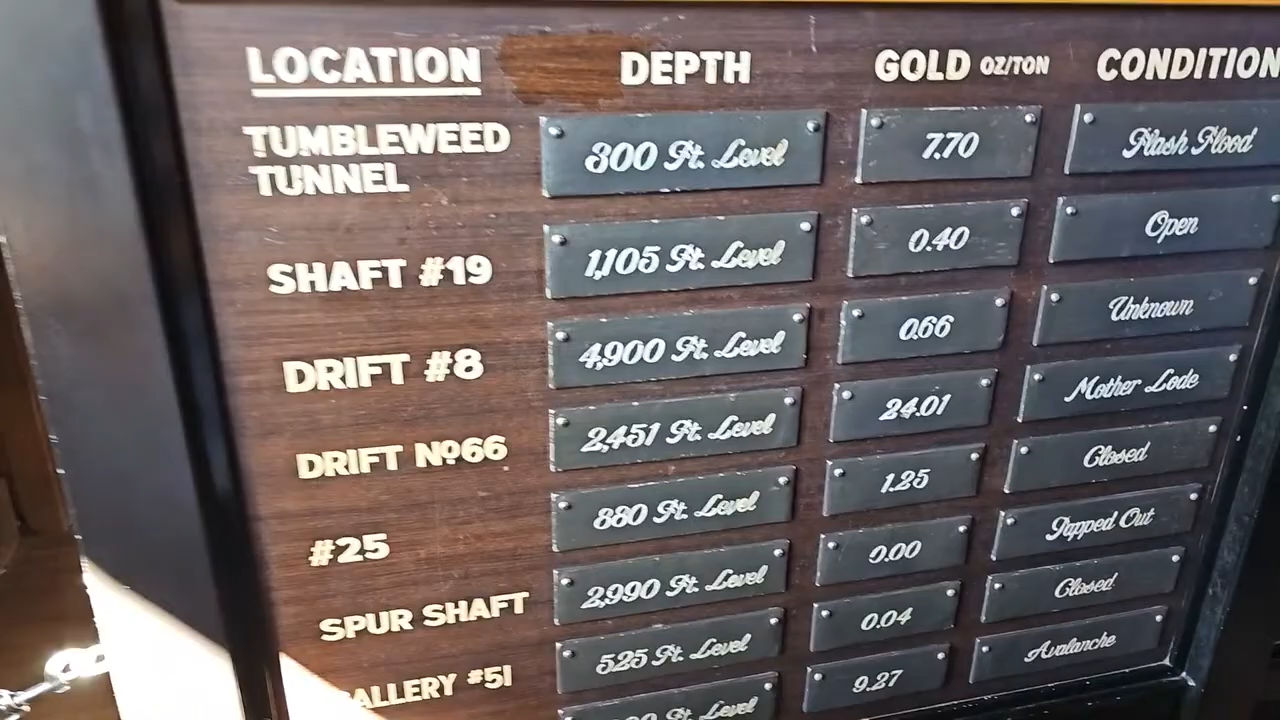 LOCATION DEPTH GOLD OZ/TON CONDITION
TUMBLEWEED
TUNNEL 300 Ft. Level 7.70 Flash Flood
SHAFT #19 1,105 Ft. Level 0.40 Open
DRIFT #8 4,900 Ft. Level 0.66 Unknown
DRIFT No66 2,451 Ft. Level 24.01 Mother Lode
#25 880 Ft. Level 1.25 Closed
SPUR SHAFT 2,990 Ft. Level 0.00 Tapped Out
GALLERY #51 525 Ft. Level 0.04 Closed
Ft. Level 9.27 Avalanche